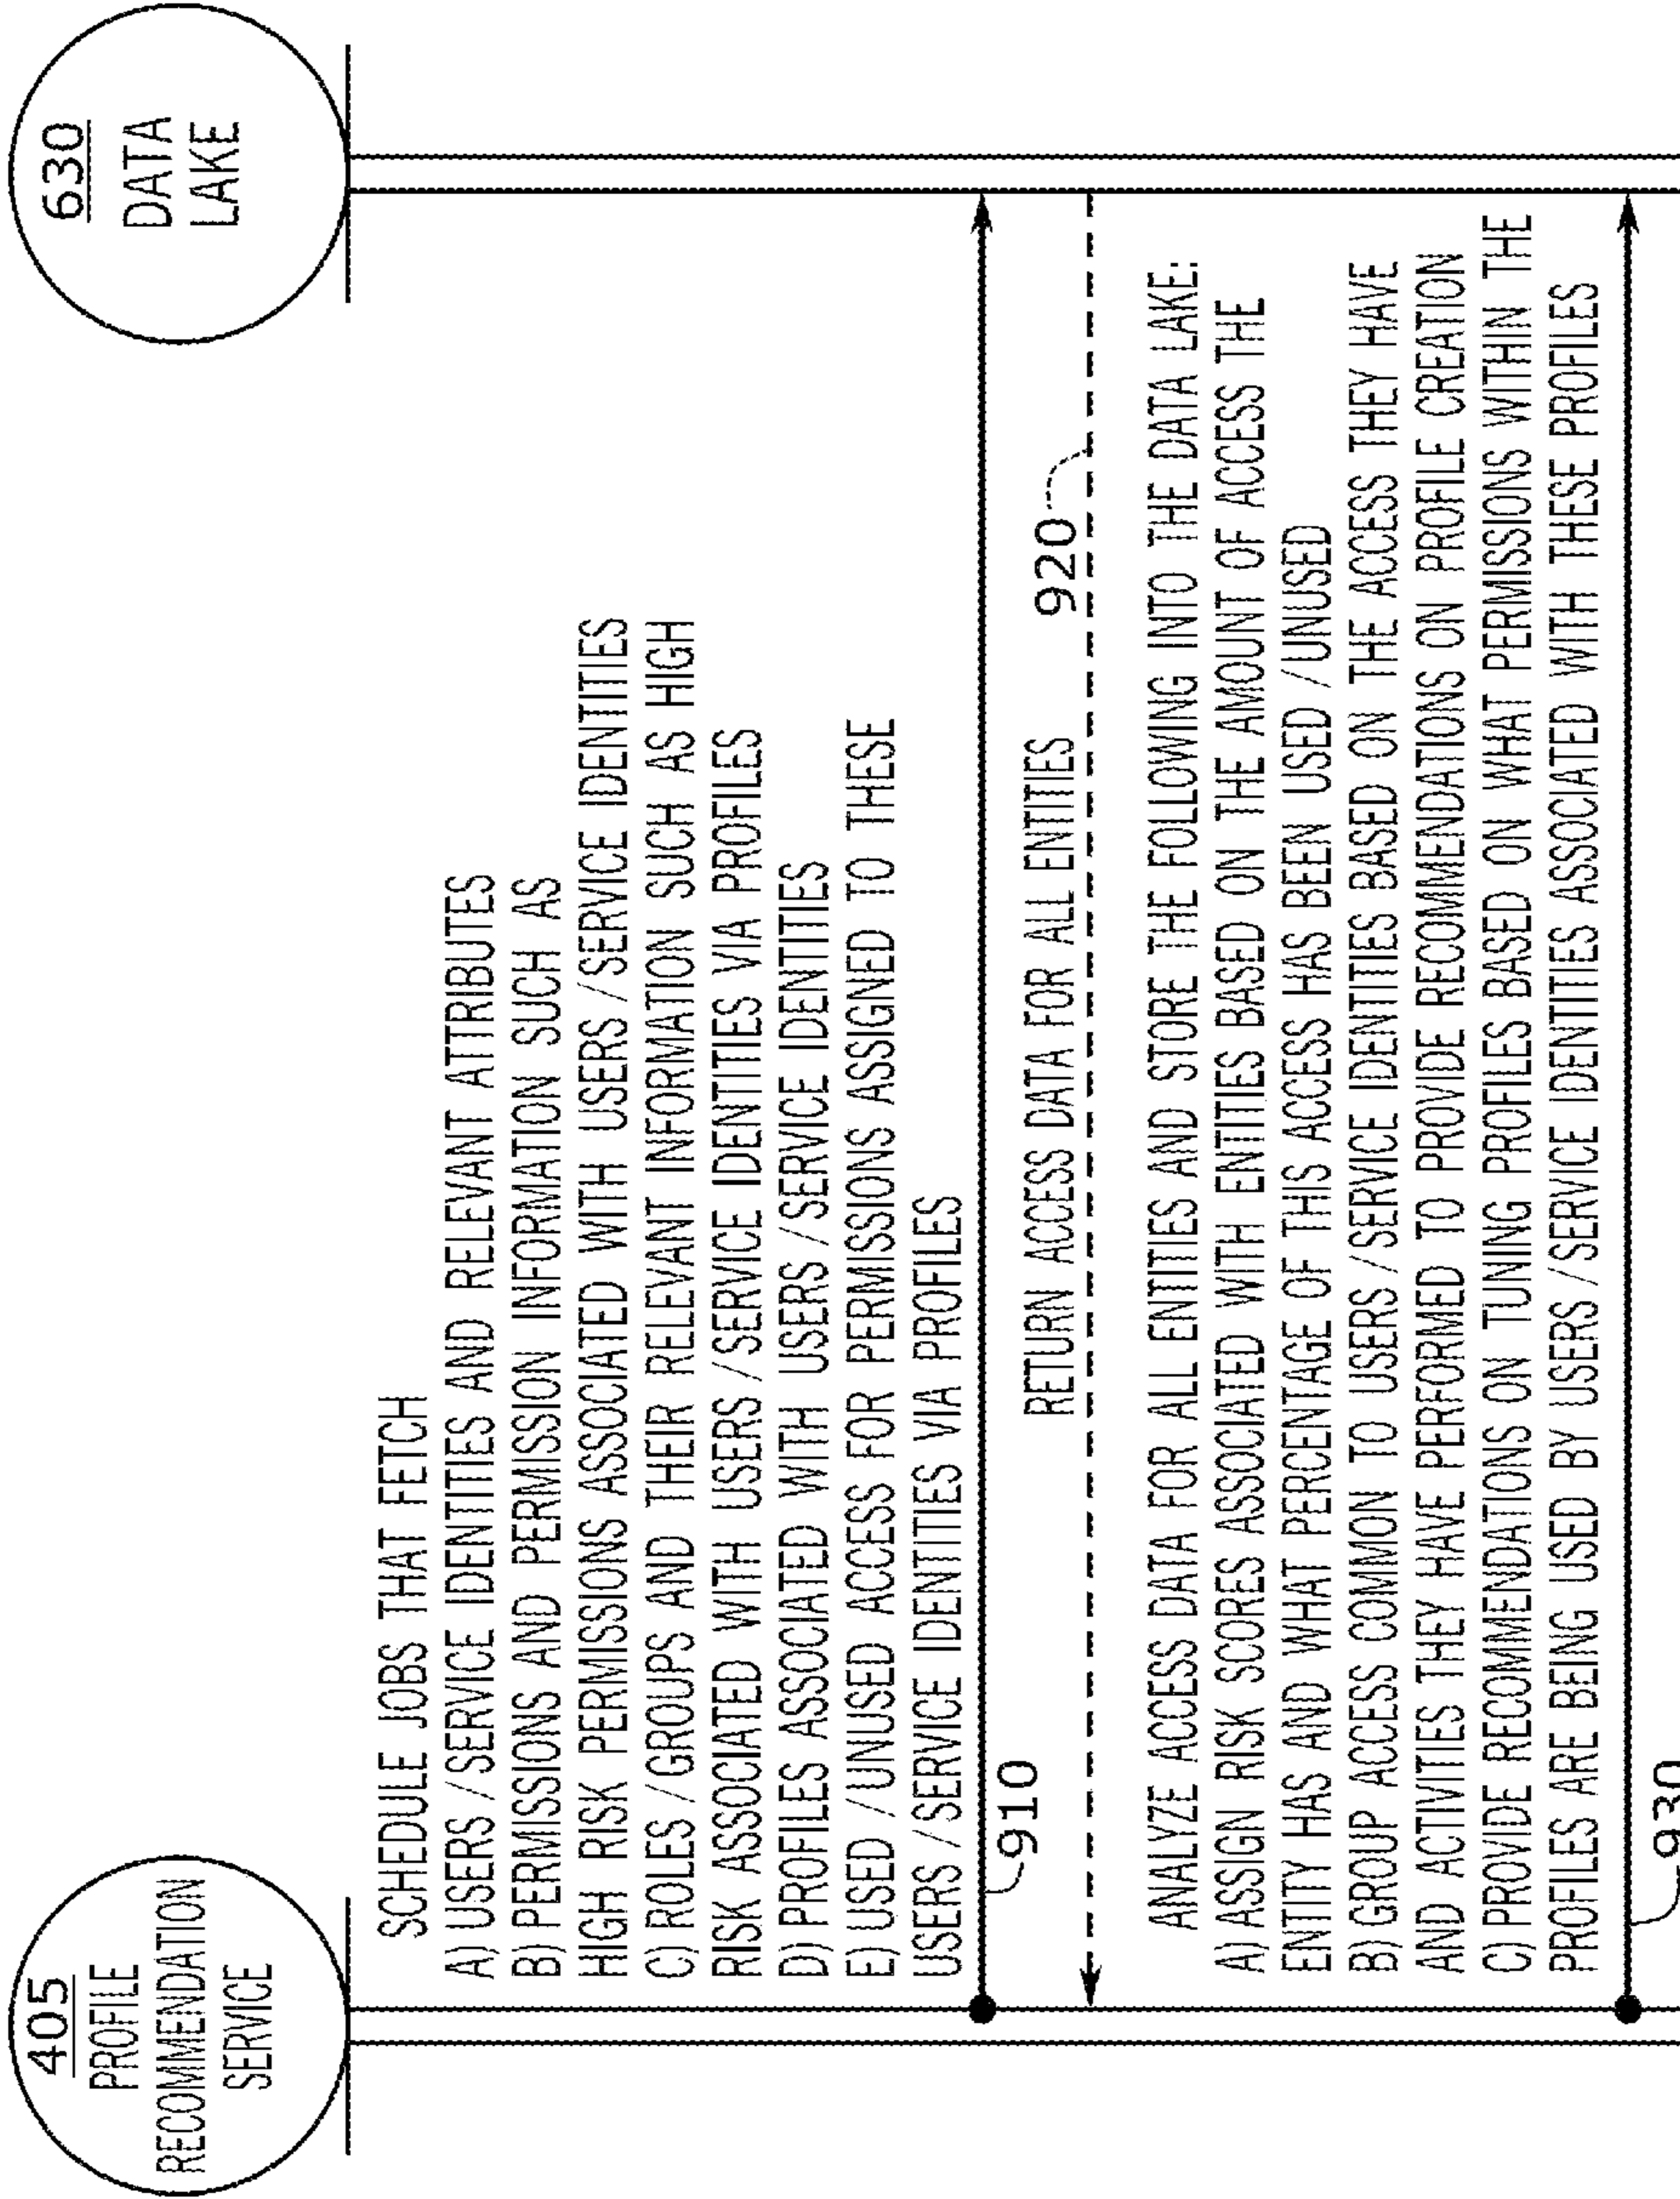 405
PROFILE
RECOMMENDATION
SERVICE
630
DATA
LAKE
SCHEDULE JOBS THAT FETCH
A) USERS/SERVICE IDENTITIES AND RELEVANT ATTRIBUTES
B) PERMISSIONS AND PERMISSION INFORMATION SUCH AS
HIGH RISK PERMISSIONS ASSOCIATED WITH USERS/SERVICE IDENTITIES
C) ROLES/GROUPS AND THEIR RELEVANT INFORMATION SUCH AS HIGH
RISK ASSOCIATED WITH USERS/SERVICE IDENTITIES VIA PROFILES
D) PROFILES ASSOCIATED WITH USERS/SERVICE IDENTITIES
E) USED/UNUSED ACCESS FOR PERMISSIONS ASSIGNED TO THESE
USERS/SERVICE IDENTITIES VIA PROFILES
910
RETURN ACCESS DATA FOR ALL ENTITIES
920
ANALYZE ACCESS DATA FOR ALL ENTITIES AND STORE THE FOLLOWING INTO THE DATA LAKE:
A) ASSIGN RISK SCORES ASSOCIATED WITH ENTITIES BASED ON THE AMOUNT OF ACCESS THE
ENTITY HAS AND WHAT PERCENTAGE OF THIS ACCESS HAS BEEN USED/UNUSED
B) GROUP ACCESS COMMON TO USERS/SERVICE IDENTITIES BASED ON THE ACCESS THEY HAVE
AND ACTIVITIES THEY HAVE PERFORMED TO PROVIDE RECOMMENDATIONS ON PROFILE CREATION
C) PROVIDE RECOMMENDATIONS ON TUNING PROFILES BASED ON WHAT PERMISSIONS WITHIN THE
PROFILES ARE BEING USED BY USERS/SERVICE IDENTITIES ASSOCIATED WITH THESE PROFILES
930